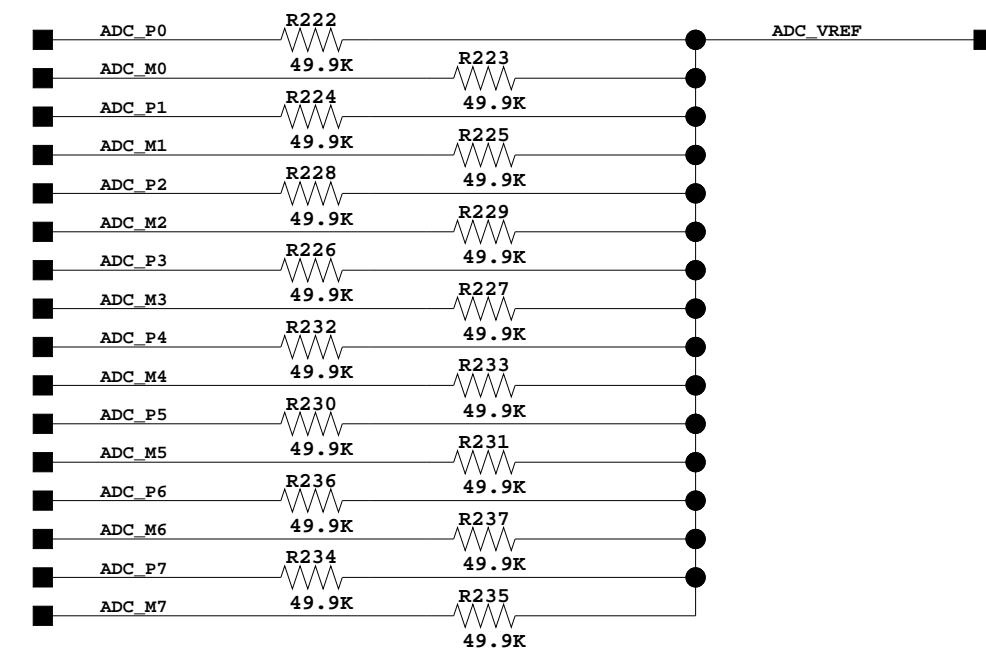 ADC_P0 R222 ADC_VREF
49.9K
ADC_M0 R223
49.9K
ADC_P1 R224
49.9K
ADC_M1 R225
49.9K
ADC_P2 R228
49.9K
ADC_M2 R229
49.9K
ADC_P3 R226
49.9K
ADC_M3 R227
49.9K
ADC_P4 R232
49.9K
ADC_M4 R233
49.9K
ADC_P5 R230
49.9K
ADC_M5 R231
49.9K
ADC_P6 R236
49.9K
ADC_M6 R237
49.9K
ADC_P7 R234
49.9K
ADC_M7 R235
49.9K